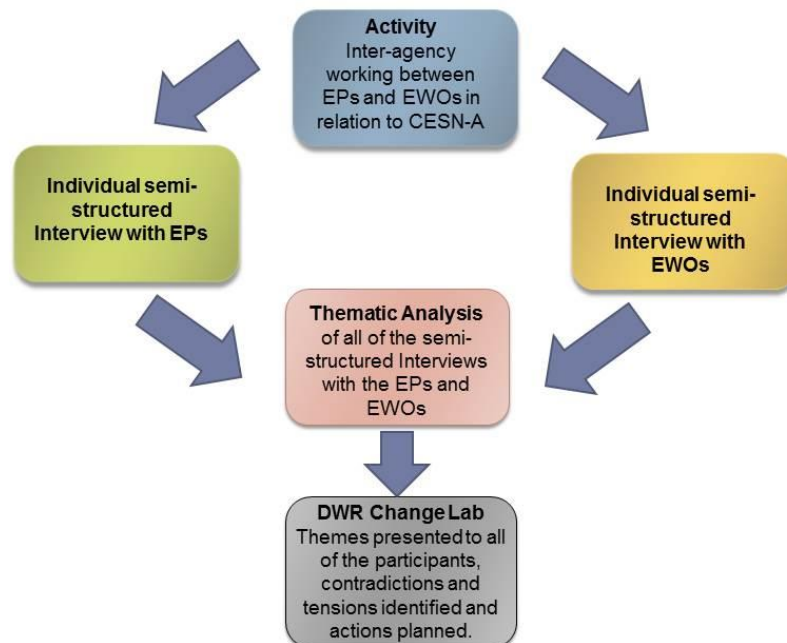 Activity
Inter-agency
working between
EPs and EWOs in
relation to CESN-A
Individual semi-
structured
Interview with EPs
Individual semi-
structured
Interview with
EWOs
Thematic Analysis
of all of the semi-
structured Interviews
with the EPs and
EWOs
DWR Change Lab
Themes presented to all
of the participants,
contradictions and
tensions identified and
actions planned.